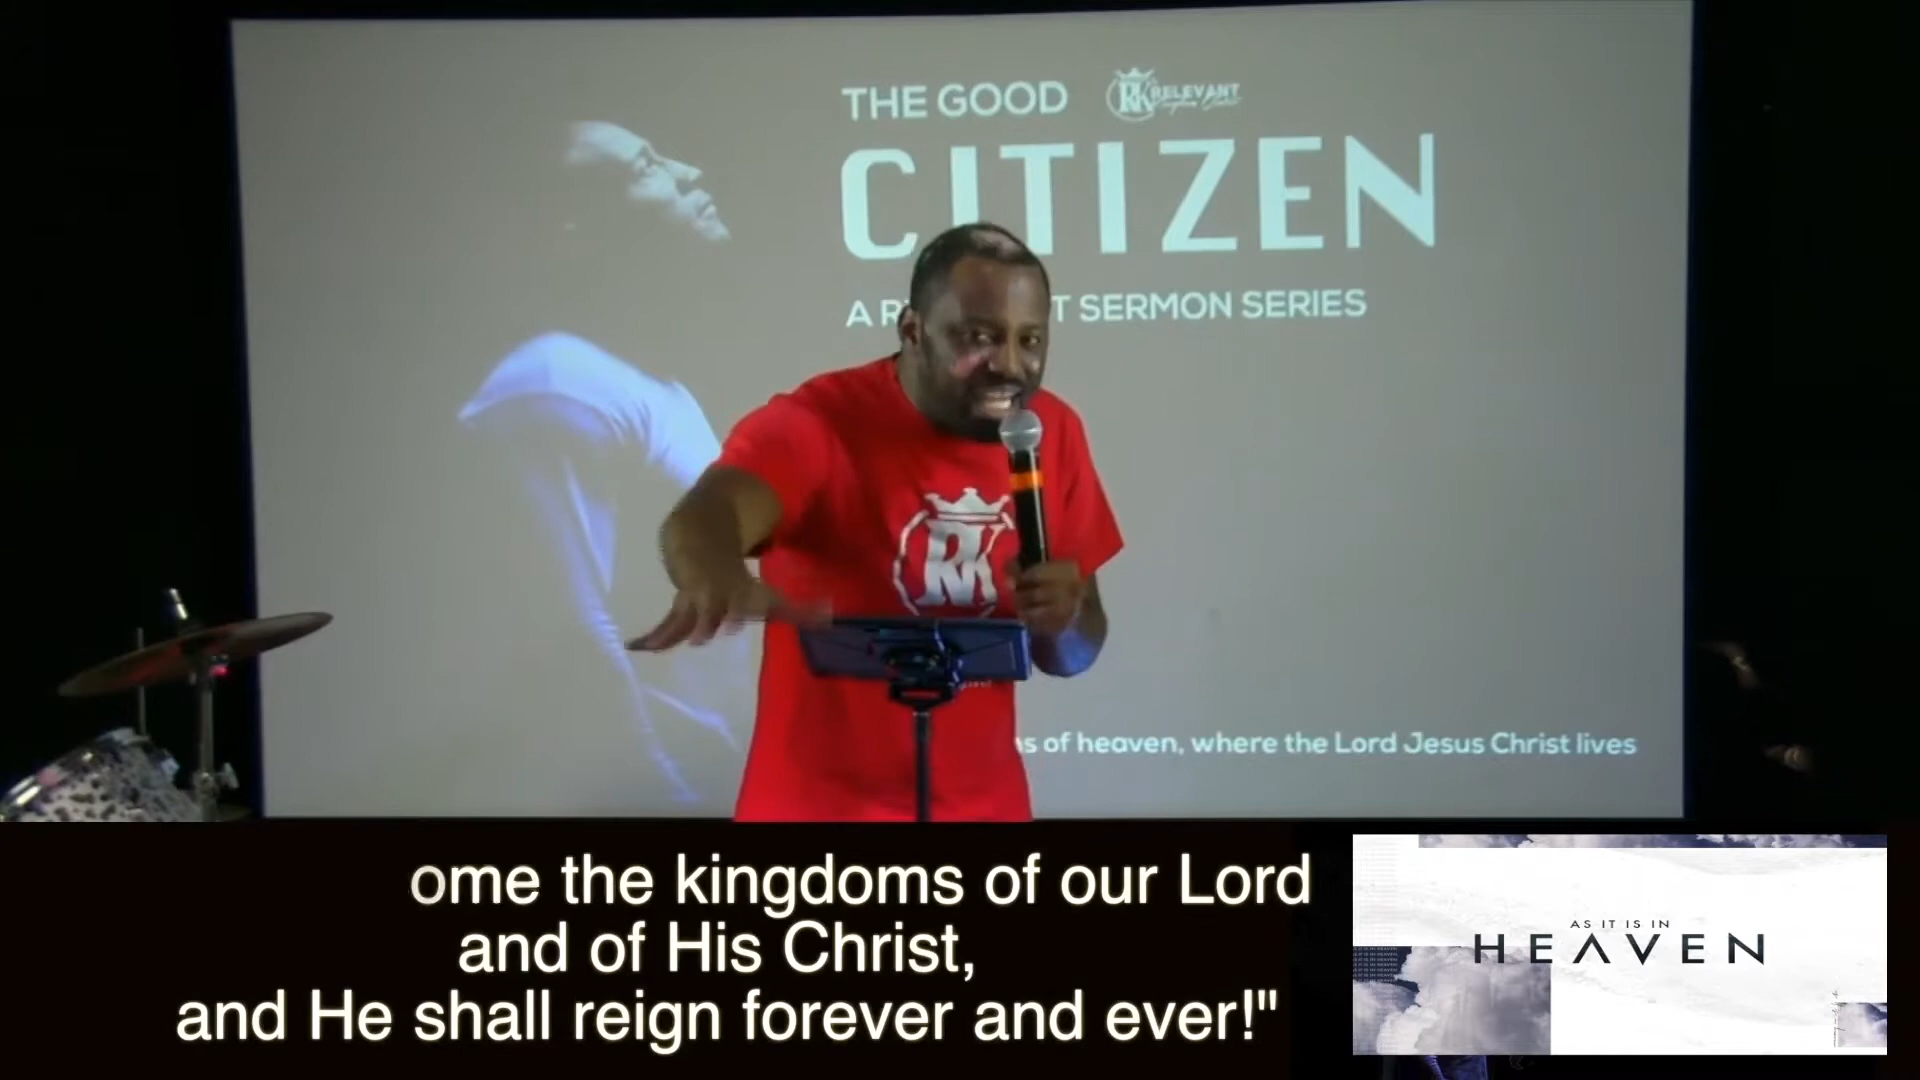 THE GOOD
RK RELEVANT
CITIZEN
A R T SERMON SERIES
RK
s of heaven, where the Lord Jesus Christ lives
ome the kingdoms of our Lord
and of His Christ,
and He shall reign forever and ever!"
AS IT IS IN
HEAVEN